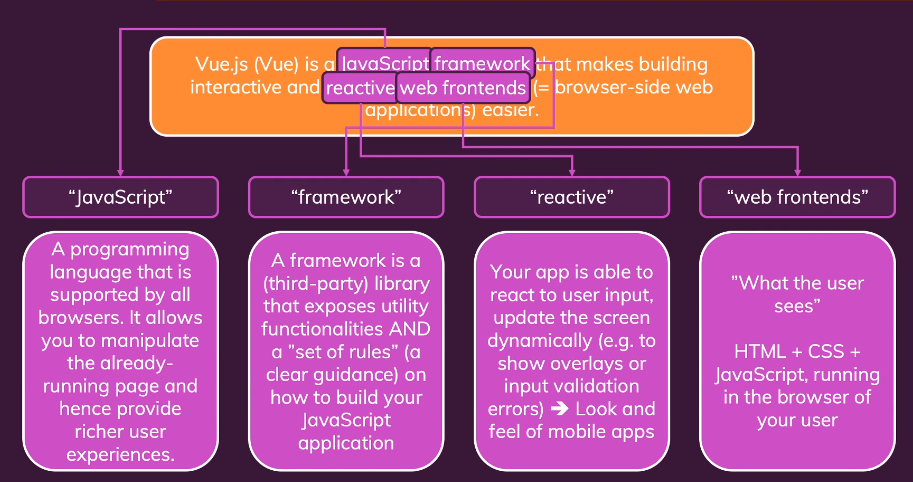 Vue.js (Vue) is a JavaScript framework that makes building
interactive and reactive web frontends (= browser-side web
applications) easier.
“JavaScript”
“framework”
“reactive”
“web frontends”
A programming
language that is
supported by all
browsers. It allows
you to manipulate
the already-
running page and
hence provide
richer user
experiences.
A framework is a
(third-party) library
that exposes utility
functionalities AND
a ”set of rules” (a
clear guidance) on
how to build your
JavaScript
application
Your app is able to
react to user input,
update the screen
dynamically (e.g. to
show overlays or
input validation
errors) 🡺 Look and
feel of mobile apps
”What the user
sees”
HTML + CSS +
JavaScript, running
in the browser of
your user